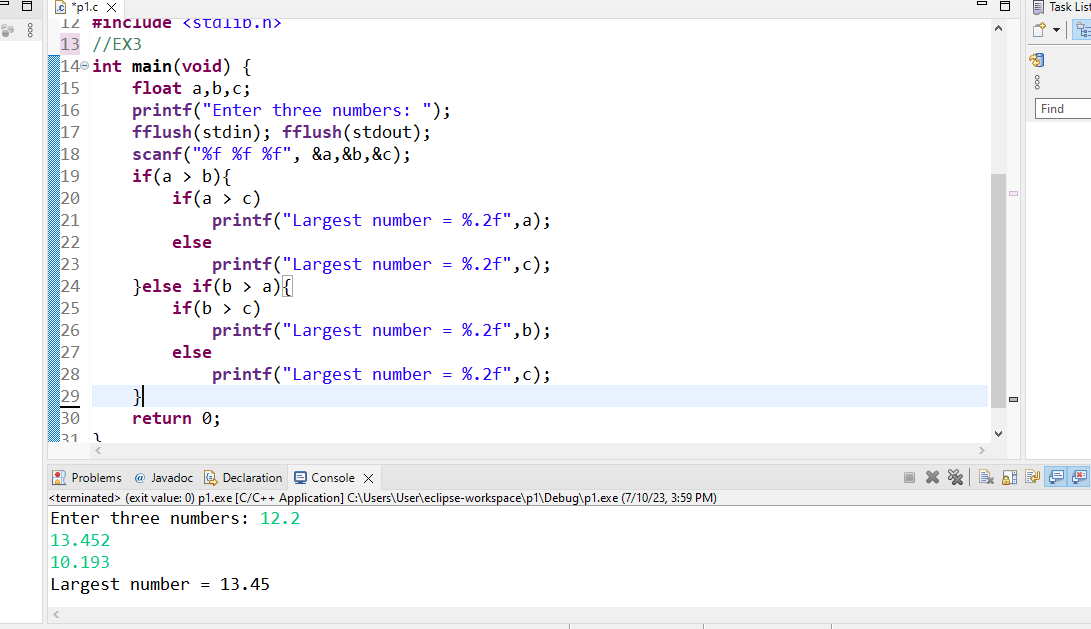 *p1.c
Task List
12 #include <stdlib.h>
13 //EX3
14 int main(void) {
15     float a,b,c;
16     printf("Enter three numbers: ");
17     fflush(stdin); fflush(stdout);
18     scanf("%f %f %f", &a,&b,&c);
19     if(a > b){
20         if(a > c)
21             printf("Largest number = %.2f",a);
22         else
23             printf("Largest number = %.2f",c);
24     }else if(b > a){
25         if(b > c)
26             printf("Largest number = %.2f",b);
27         else
28             printf("Largest number = %.2f",c);
29     }
30     return 0;
31 }
Find
Problems @ Javadoc Declaration Console
<terminated> (exit value: 0) p1.exe [C/C++ Application] C:\Users\User\eclipse-workspace\p1\Debug\p1.exe (7/10/23, 3:59 PM)
Enter three numbers: 12.2
13.452
10.193
Largest number = 13.45